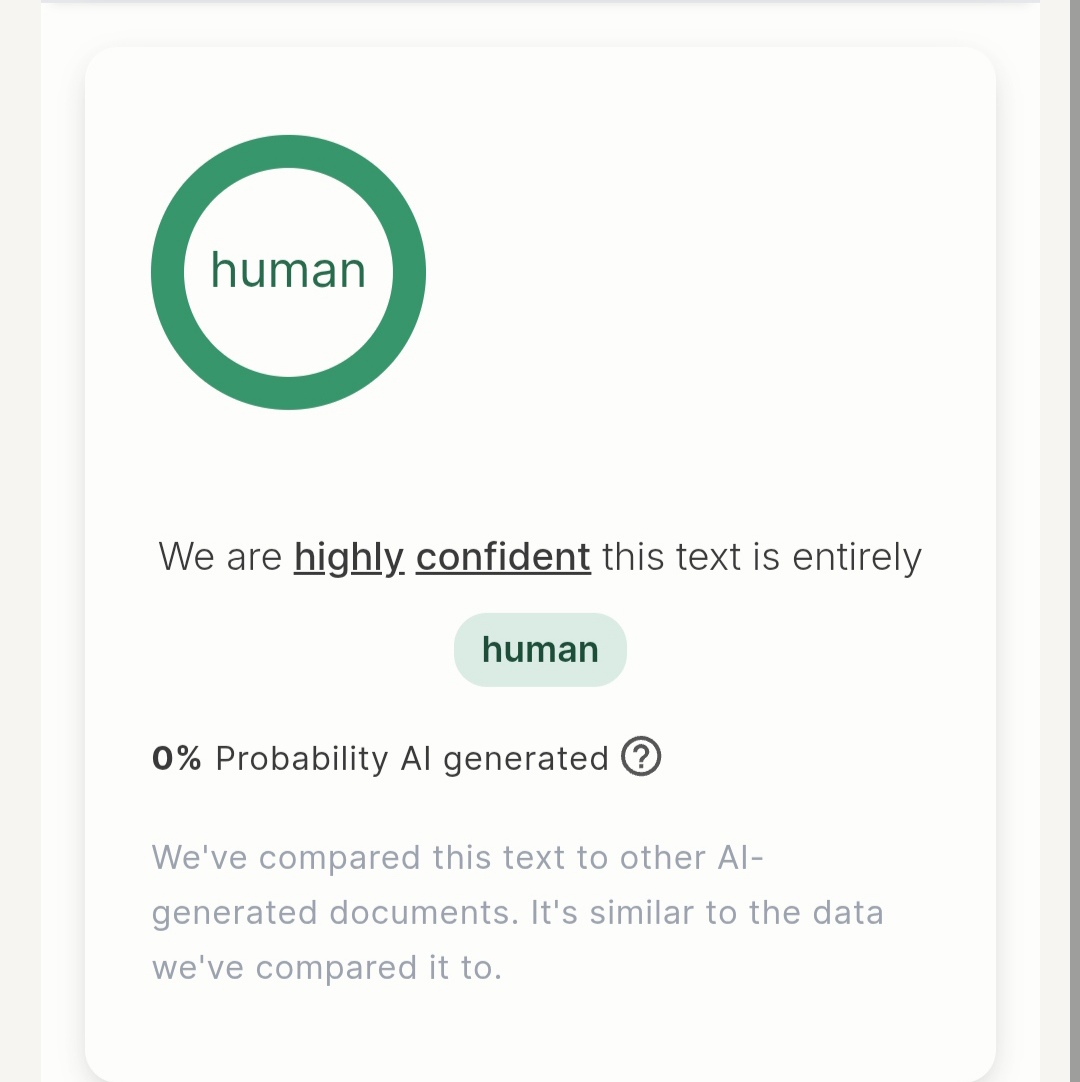 human
We are highly confident this text is entirely
human
0% Probability AI generated ?
We've compared this text to other AI-
generated documents. It's similar to the data
we've compared it to.